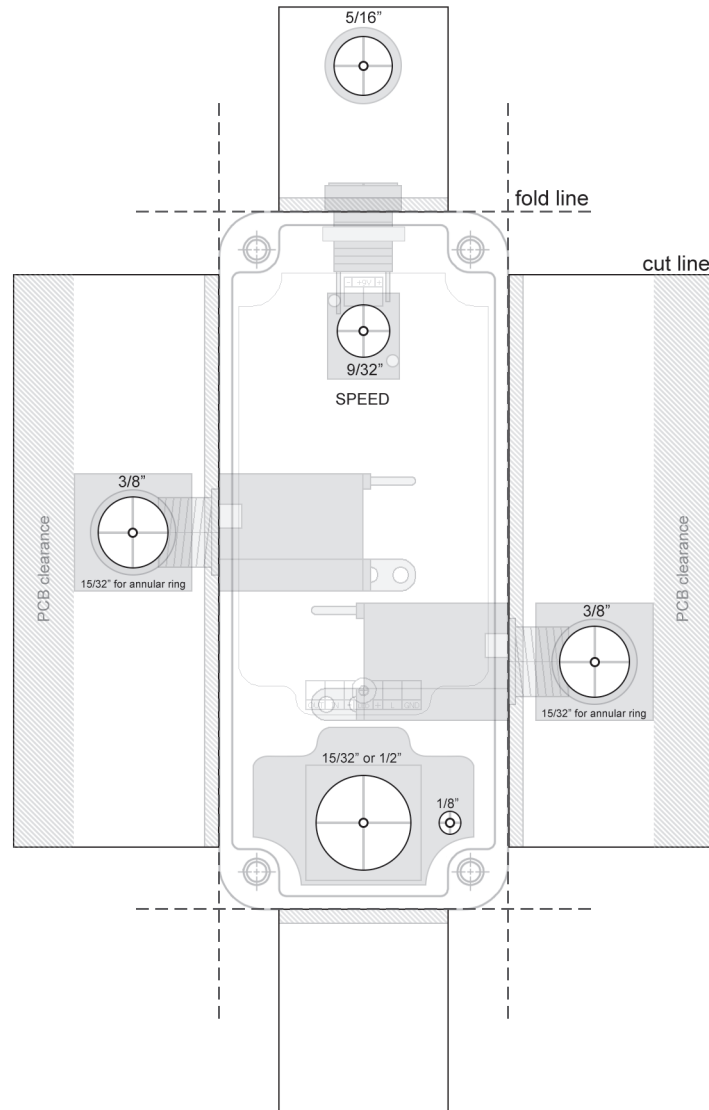 5/16”
fold line
cut line
- +9V +
9/32”
SPEED
3/8”
15/32” for annular ring
PCB clearance
3/8”
15/32” for annular ring
PCB clearance
15/32” or 1/2”
1/8”